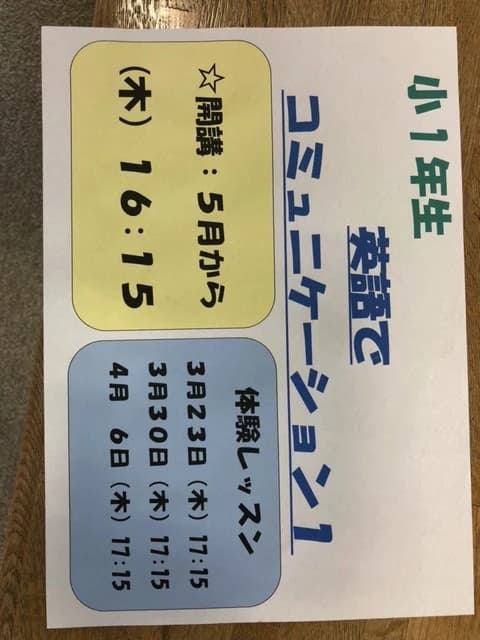 小1年生
英語で
コミュニケーション1
☆開講：5月から
（木）16：15
体験レッスン
3月23日（木）17:15
3月30日（木）17:15
4月 6日（木）17:15